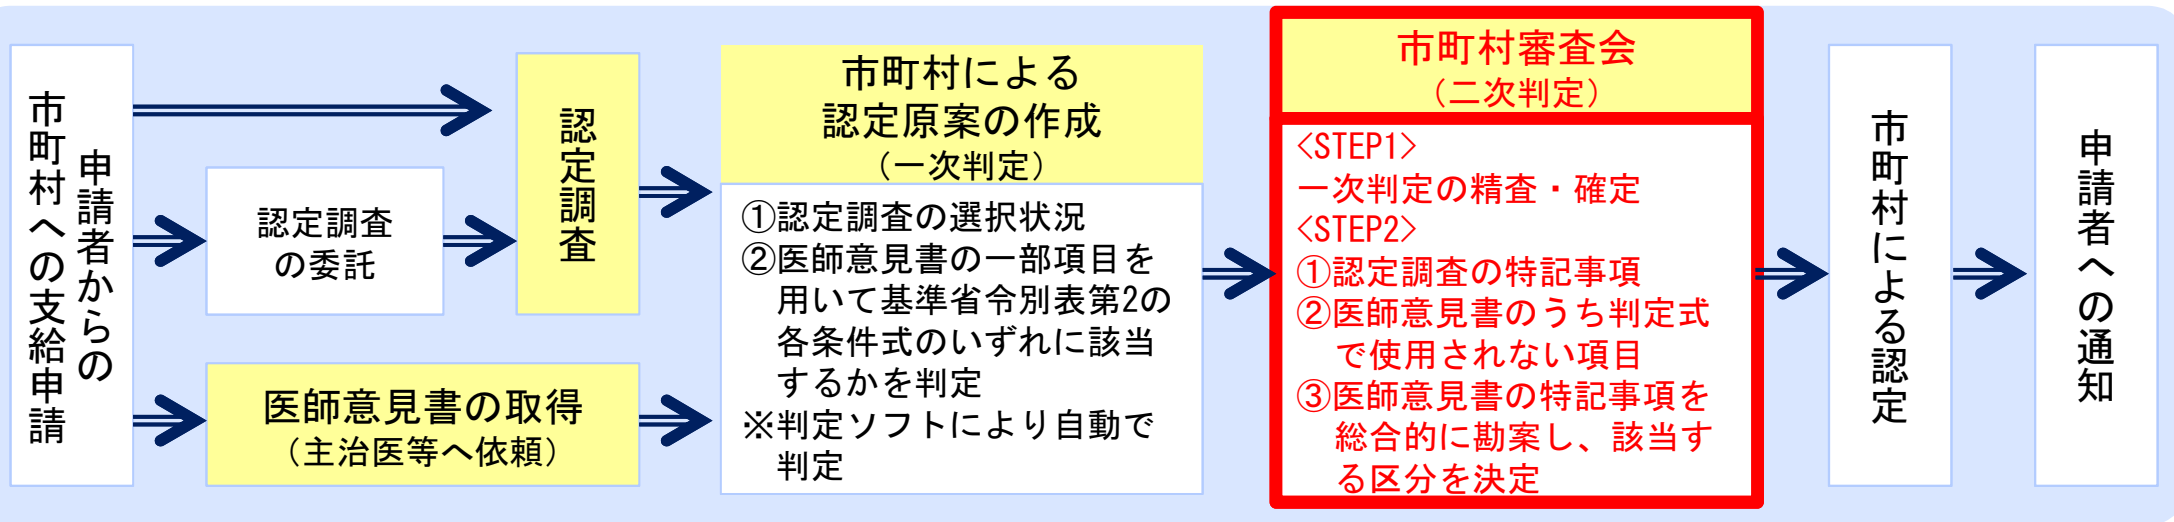 申請者からの
市町村への支給申請
認定調査
の委託
医師意見書の取得
（主治医等へ依頼）
認定調査
市町村による
認定原案の作成
（一次判定）
①認定調査の選択状況
②医師意見書の一部項目を
用いて基準省令別表第2の
各条件式のいずれに該当
するかを判定
※判定ソフトにより自動で
判定
市町村審査会
（二次判定）
<STEP1>
一次判定の精査・確定
<STEP2>
①認定調査の特記事項
②医師意見書のうち判定式
で使用されない項目
③医師意見書の特記事項を
総合的に勘案し、該当す
る区分を決定
市町村による認定
申請者への通知